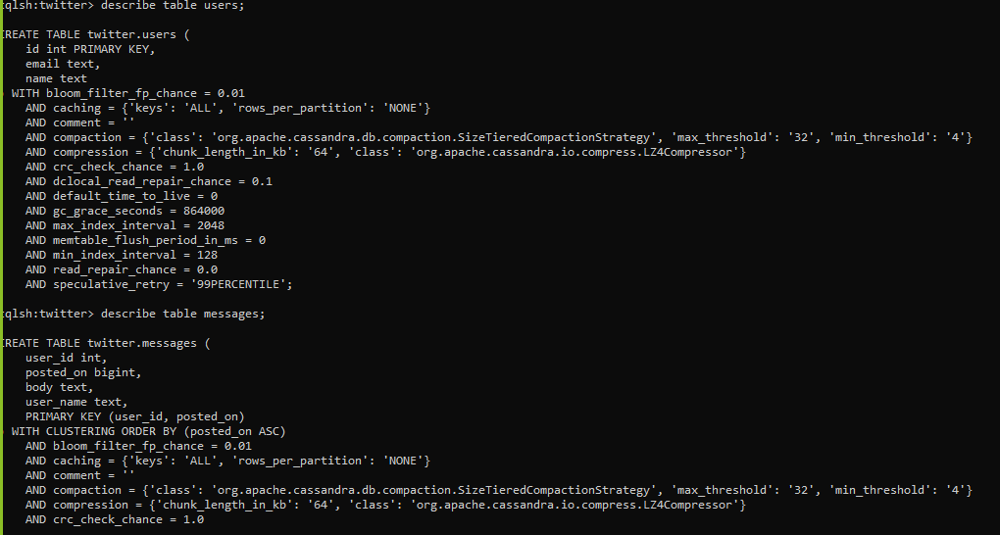 cqlsh:twitter> describe table users;
CREATE TABLE twitter.users (
    id int PRIMARY KEY,
    email text,
    name text
) WITH bloom_filter_fp_chance = 0.01
    AND caching = {'keys': 'ALL', 'rows_per_partition': 'NONE'}
    AND comment = ''
    AND compaction = {'class': 'org.apache.cassandra.db.compaction.SizeTieredCompactionStrategy', 'max_threshold': '32', 'min_threshold': '4'}
    AND compression = {'chunk_length_in_kb': '64', 'class': 'org.apache.cassandra.io.compress.LZ4Compressor'}
    AND crc_check_chance = 1.0
    AND dclocal_read_repair_chance = 0.1
    AND default_time_to_live = 0
    AND gc_grace_seconds = 864000
    AND max_index_interval = 2048
    AND memtable_flush_period_in_ms = 0
    AND min_index_interval = 128
    AND read_repair_chance = 0.0
    AND speculative_retry = '99PERCENTILE';
cqlsh:twitter> describe table messages;
CREATE TABLE twitter.messages (
    user_id int,
    posted_on bigint,
    body text,
    user_name text,
    PRIMARY KEY (user_id, posted_on)
) WITH CLUSTERING ORDER BY (posted_on ASC)
    AND bloom_filter_fp_chance = 0.01
    AND caching = {'keys': 'ALL', 'rows_per_partition': 'NONE'}
    AND comment = ''
    AND compaction = {'class': 'org.apache.cassandra.db.compaction.SizeTieredCompactionStrategy', 'max_threshold': '32', 'min_threshold': '4'}
    AND compression = {'chunk_length_in_kb': '64', 'class': 'org.apache.cassandra.io.compress.LZ4Compressor'}
    AND crc_check_chance = 1.0